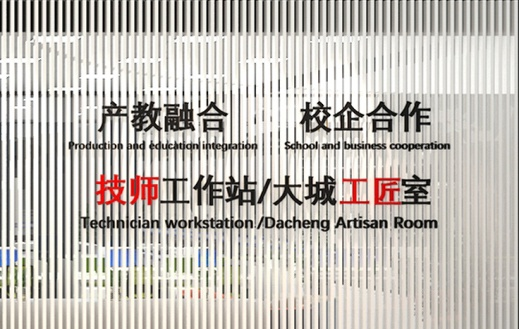 产教融合 校企合作
Production and education integration School and business cooperation
技师工作站/大城工匠室
Technician workstation/Dacheng Artisan Room